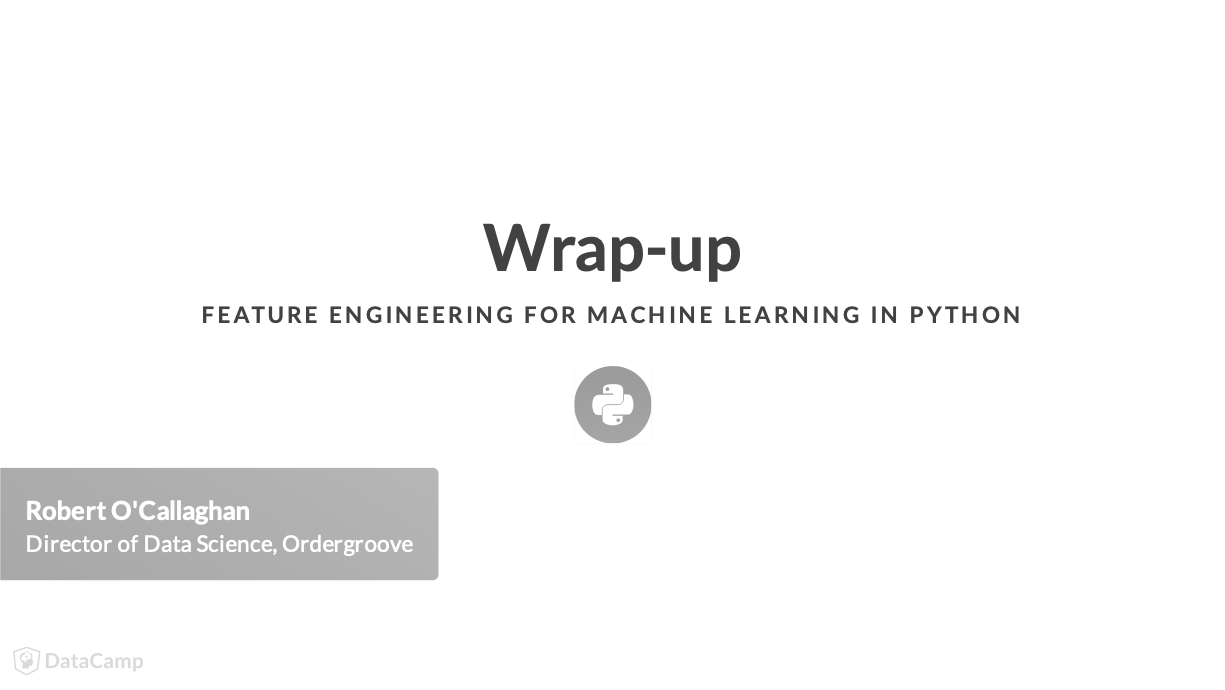 Wrap-up
FEATURE ENGINEERING FOR MACHINE LEARNING IN PYTHON
Robert O'Callaghan
Director of Data Science, Ordergroove
DataCamp